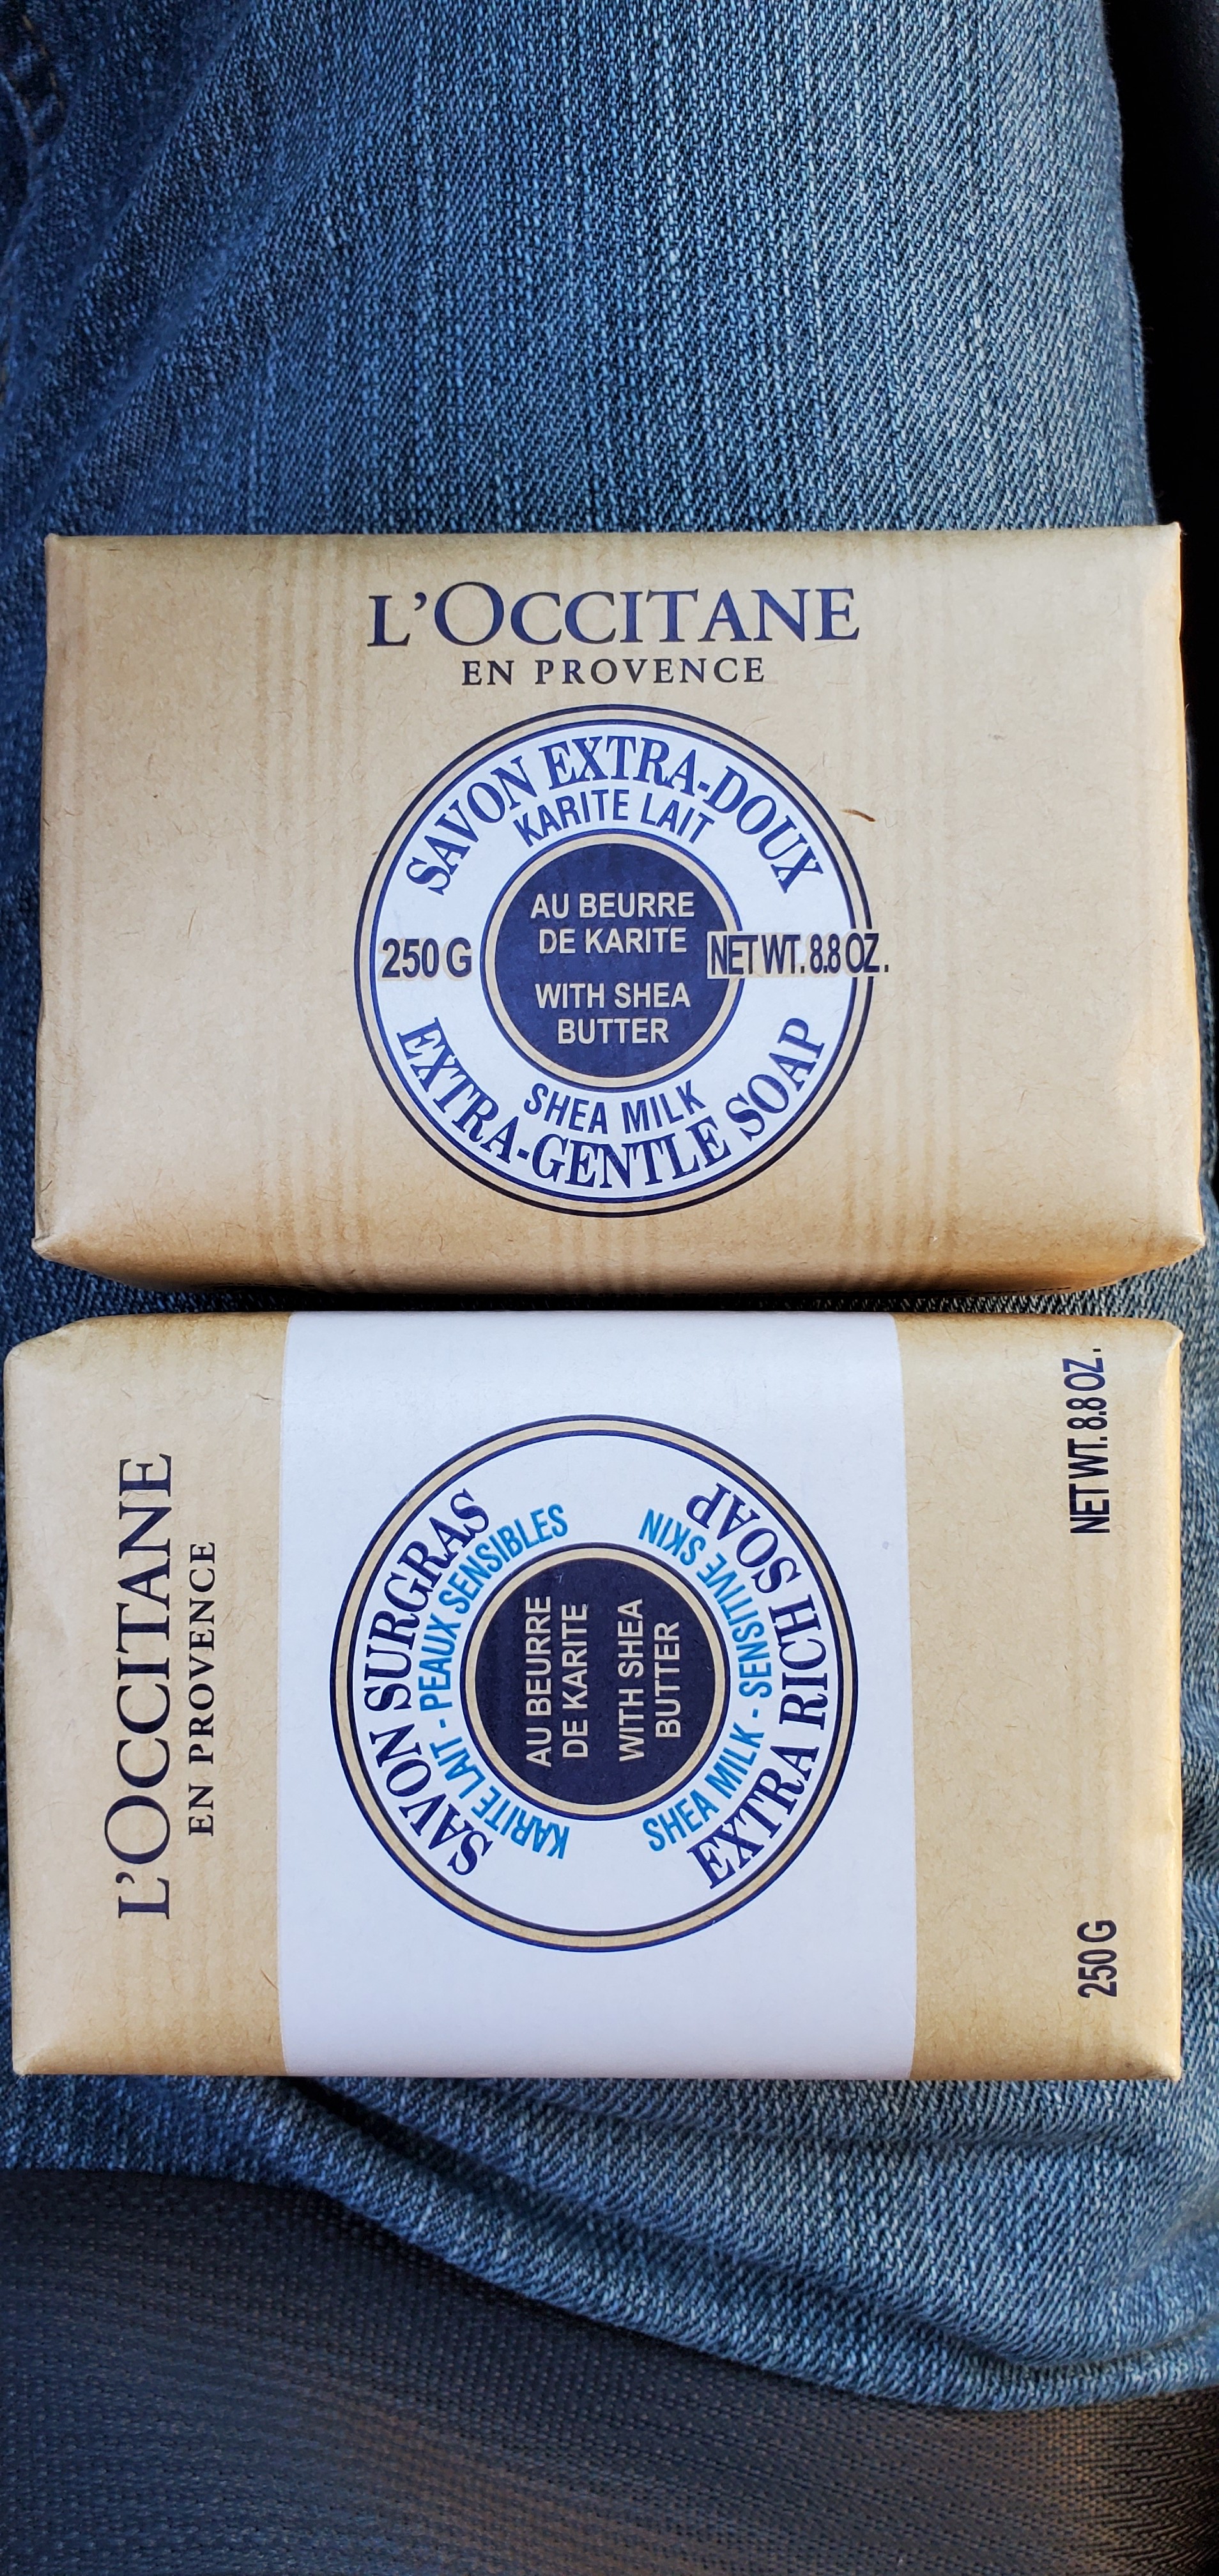 L'OCCITANE
EN PROVENCE
SAVON EXTRA-DOUX
KARITE LAIT
AU BEURRE
DE KARITE
250 G
NET WT. 8.8 OZ.
WITH SHEA
BUTTER
SHEA MILK
EXTRA-GENTLE SOAP
L'OCCITANE
EN PROVENCE
SAVON SURGRAS
KARITE LAIT - PEAUX SENSIBLES
AU BEURRE
DE KARITE
WITH SHEA
BUTTER
SHEA MILK - SENSITIVE SKIN
EXTRA RICH SOAP
250 G
NET WT. 8.8 OZ.